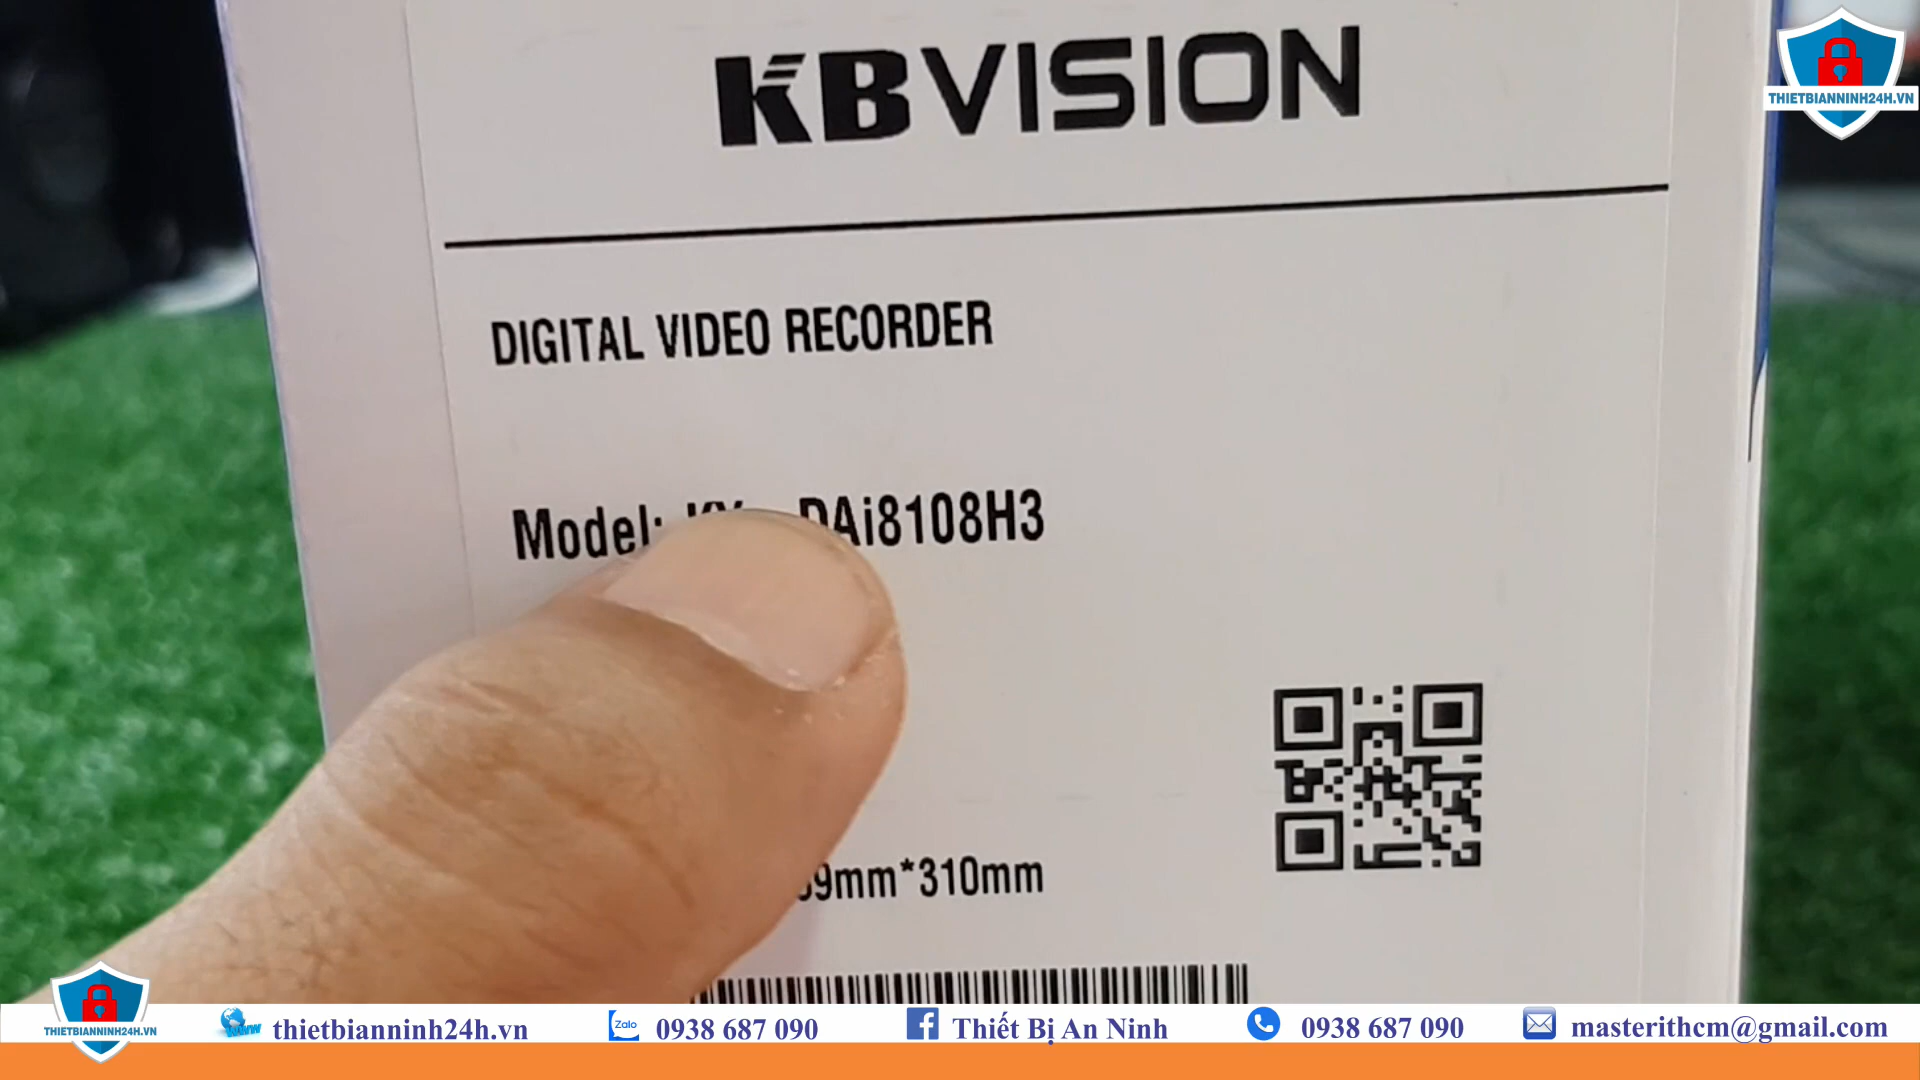 KBVISION
THIETBIANNINH24H.VN
DIGITAL VIDEO RECORDER
Model: DAi8108H3
9mm*310mm
THIETBIANNINH24H.VN
www thietbianninh24h.vn
Zalo 0938 687 090
Thiết Bị An Ninh
0938 687 090
masterithcm@gmail.com